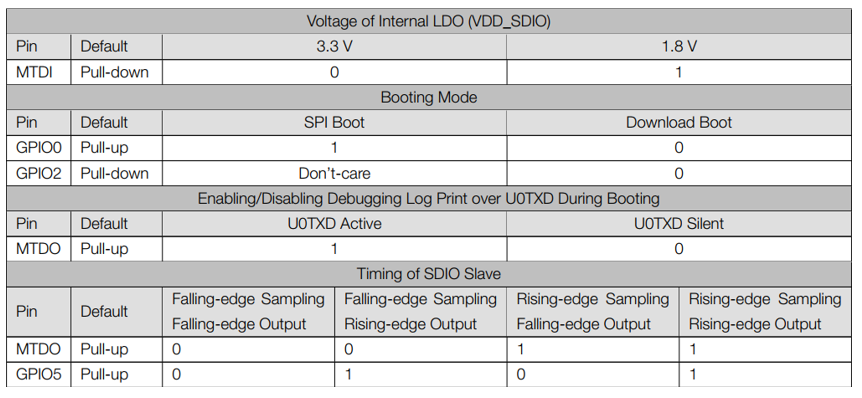 Voltage of Internal LDO (VDD_SDIO)
Pin Default 3.3 V 1.8 V
MTDI Pull-down 0 1
Booting Mode
Pin Default SPI Boot Download Boot
GPIO0 Pull-up 1 0
GPIO2 Pull-down Don't-care 0
Enabling/Disabling Debugging Log Print over U0TXD During Booting
Pin Default U0TXD Active U0TXD Silent
MTDO Pull-up 1 0
Timing of SDIO Slave
Pin Default
Falling-edge Sampling Falling-edge Sampling Rising-edge Sampling Rising-edge Sampling
Falling-edge Output Rising-edge Output Falling-edge Output Rising-edge Output
MTDO Pull-up 0 0 1 1
GPIO5 Pull-up 0 1 0 1